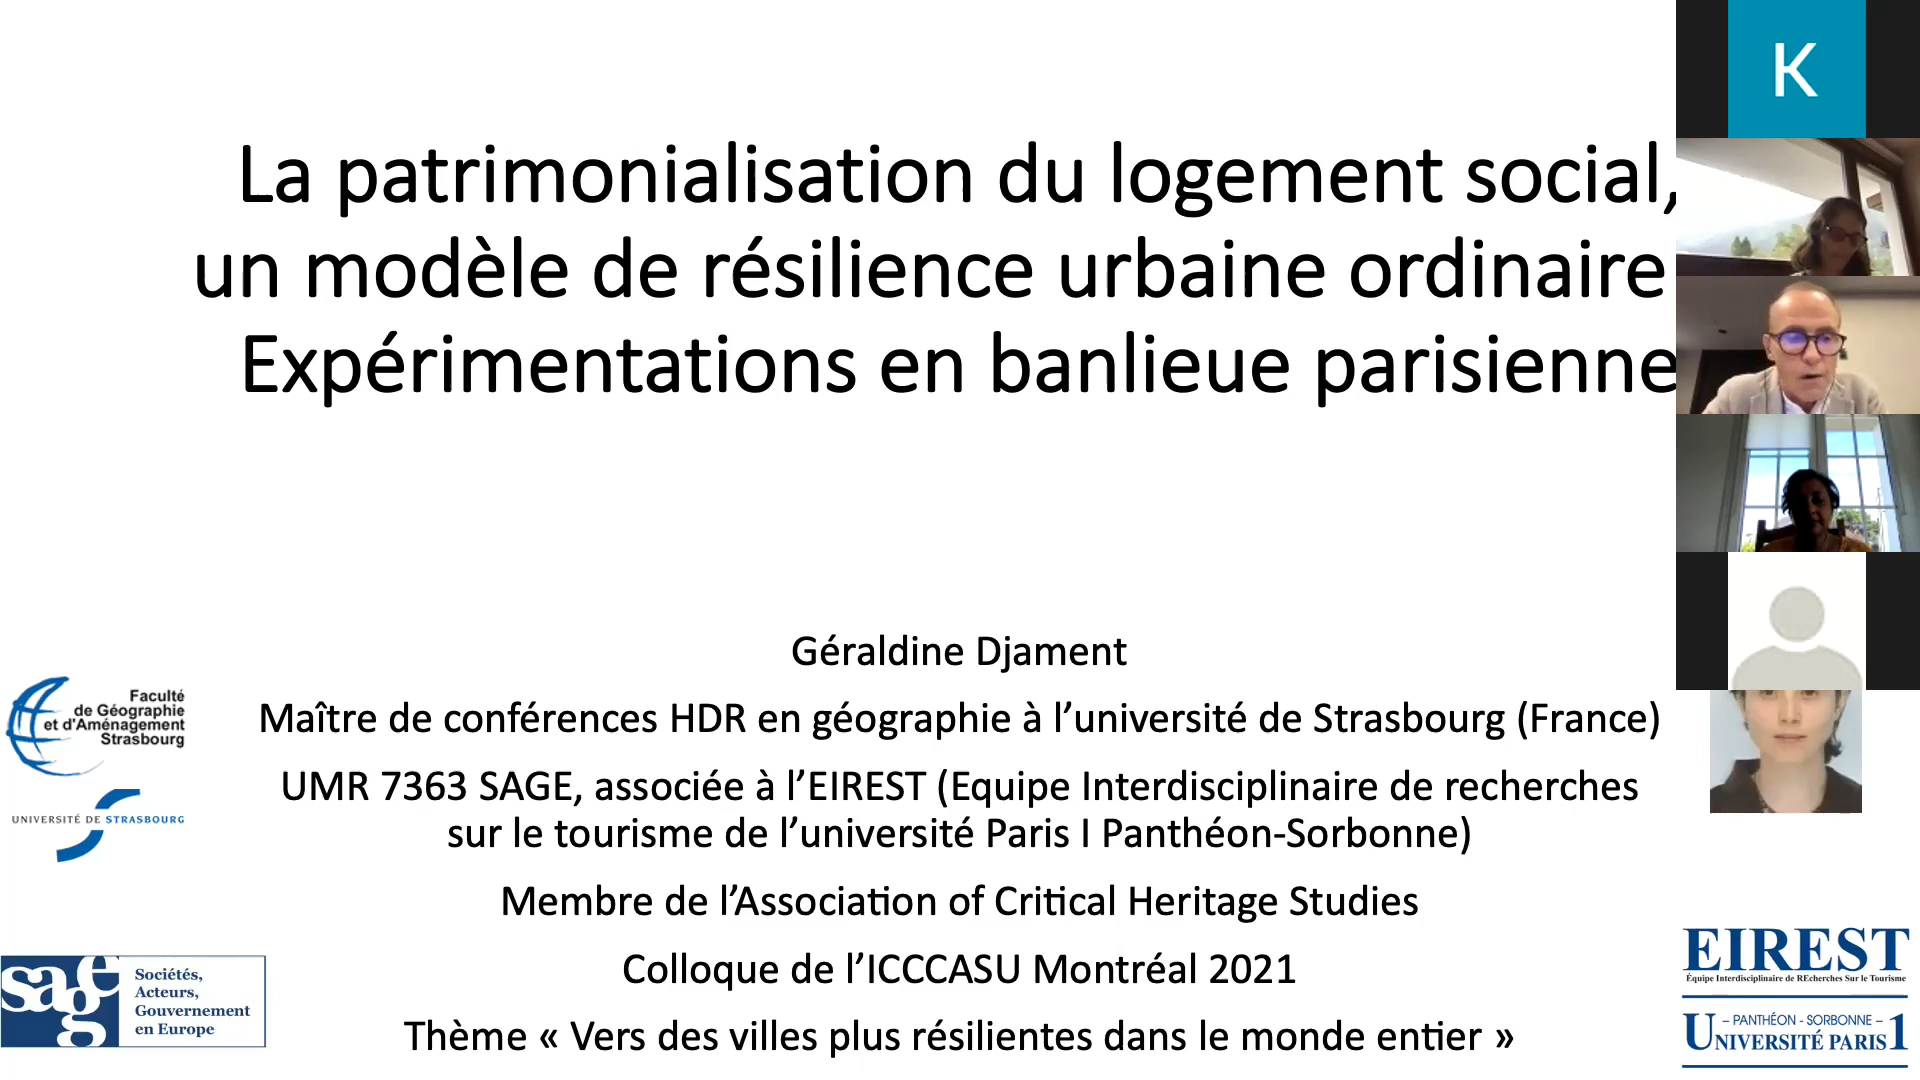 La patrimonialisation du logement social,
un modèle de résilience urbaine ordinaire
Expérimentations en banlieue parisienne
Géraldine Djament
Maître de conférences HDR en géographie à l’université de Strasbourg (France)
UMR 7363 SAGE, associée à l’EIREST (Equipe Interdisciplinaire de recherches
sur le tourisme de l’université Paris I Panthéon-Sorbonne)
Membre de l’Association of Critical Heritage Studies
Colloque de l’ICCCASU Montréal 2021
Thème « Vers des villes plus résilientes dans le monde entier »
Faculté
de Géographie
et d'Aménagement
Strasbourg
UNIVERSITÉ DE STRASBOURG
sage
Sociétés,
Acteurs,
Gouvernement
en Europe
K
EIREST
Équipe Interdisciplinaire de REcherches Sur le Tourisme
– PANTHÉON - SORBONNE –
UNIVERSITÉ PARIS 1